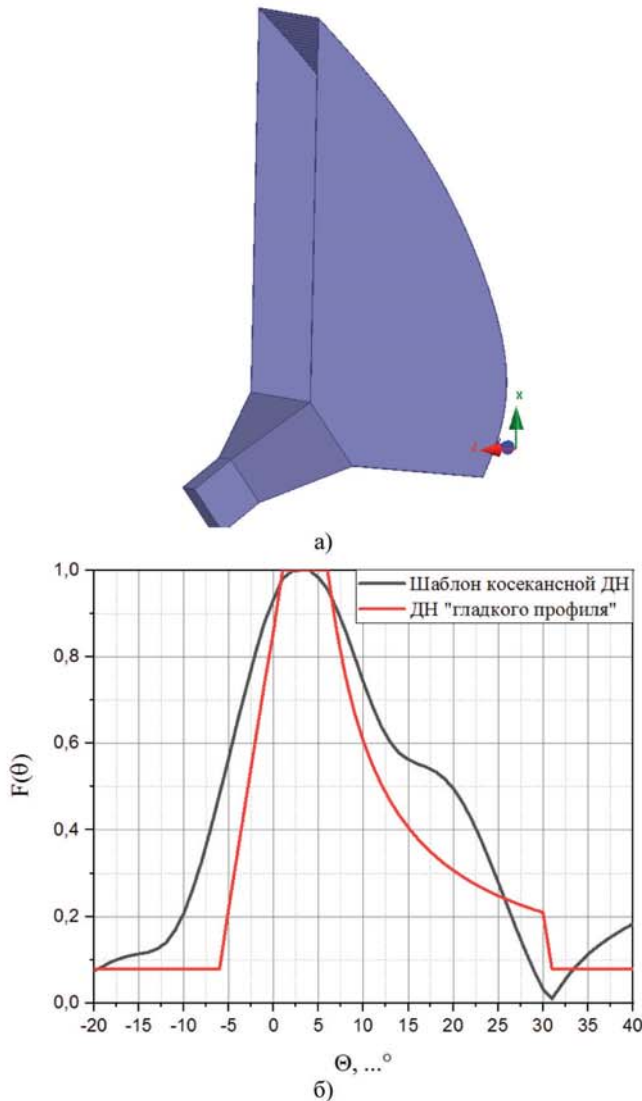 x
z
а)
1,0
0,8
0,6
0,4
0,2
0,0
F(θ)
Шаблон косекансной ДН
ДН "гладкого профиля"
-20 -15 -10 -5 0 5 10 15 20 25 30 35 40
Θ, ...°
б)